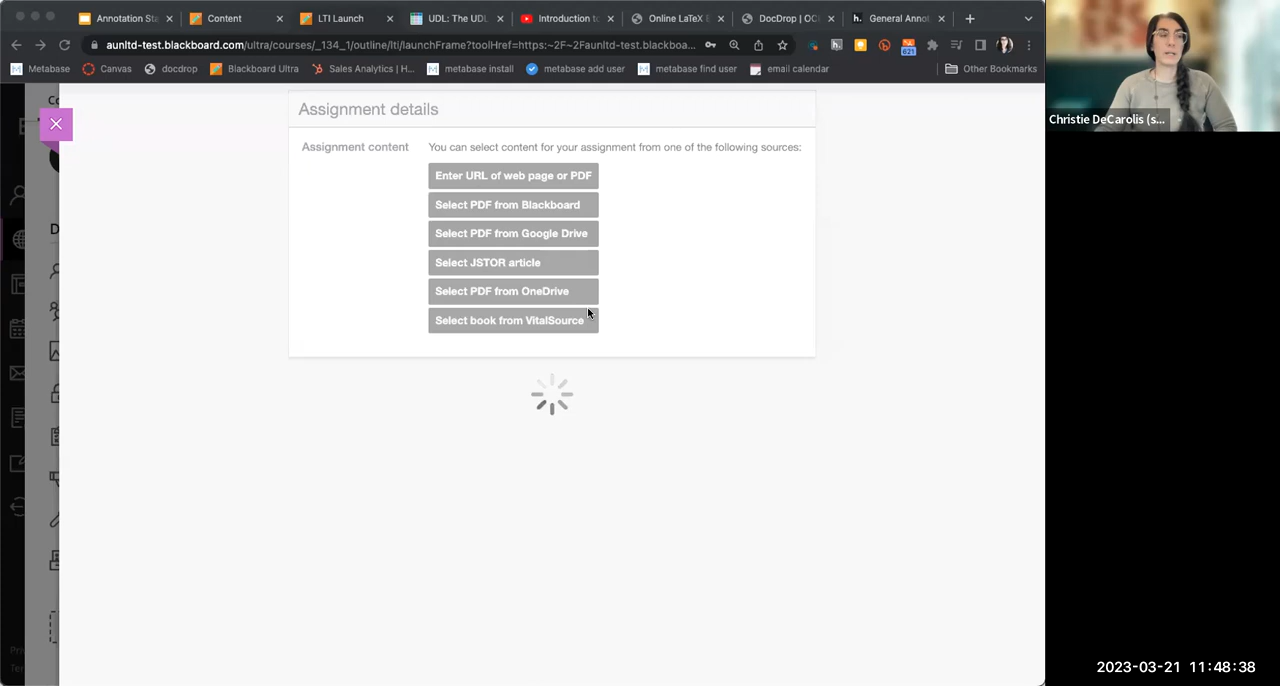 Annotation Sta
Content
LTI Launch
UDL: The UDL
Introduction to
Online LaTeX E
DocDrop | OC
h. General Anno
aunltd-test.blackboard.com/ultra/courses/_134_1/outline/lti/launchFrame?toolHref=https:~2F~2Faunltd-test.blackboa...
621
Metabase
Canvas
docdrop
Blackboard Ultra
Sales Analytics | H...
metabase install
metabase add user
metabase find user
email calendar
Other Bookmarks
Assignment details
Assignment content
You can select content for your assignment from one of the following sources:
Enter URL of web page or PDF
Select PDF from Blackboard
Select PDF from Google Drive
Select JSTOR article
Select PDF from OneDrive
Select book from VitalSource
Christie DeCarolis (s...
2023-03-21 11:48:38